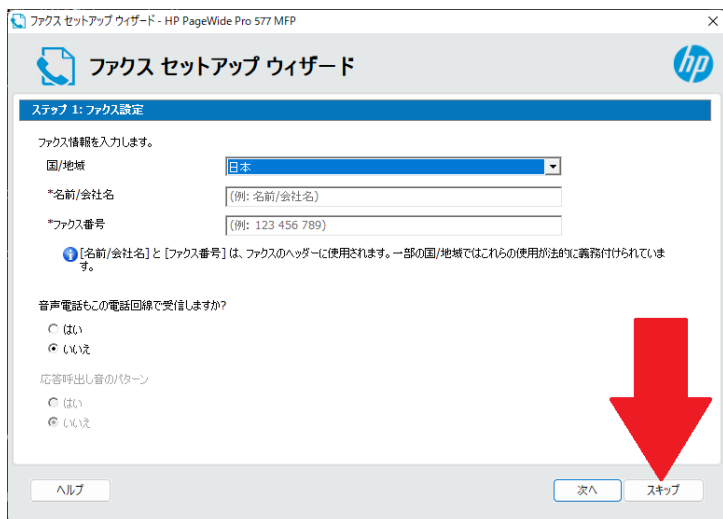 ファクス セットアップ ウィザード - HP PageWide Pro 577 MFP
ファクス セットアップ ウィザード
hp
ステップ 1: ファクス設定
ファクス情報を入力します。
国/地域
日本
*名前/会社名
(例: 名前/会社名)
*ファクス番号
(例: 123 456 789)
[名前/会社名] と [ファクス番号] は、ファクスのヘッダーに使用されます。一部の国/地域ではこれらの使用が法的に義務付けられていま
す。
音声電話もこの電話回線で受信しますか?
はい
いいえ
応答呼出し音のパターン
はい
いいえ
ヘルプ
次へ
スキップ